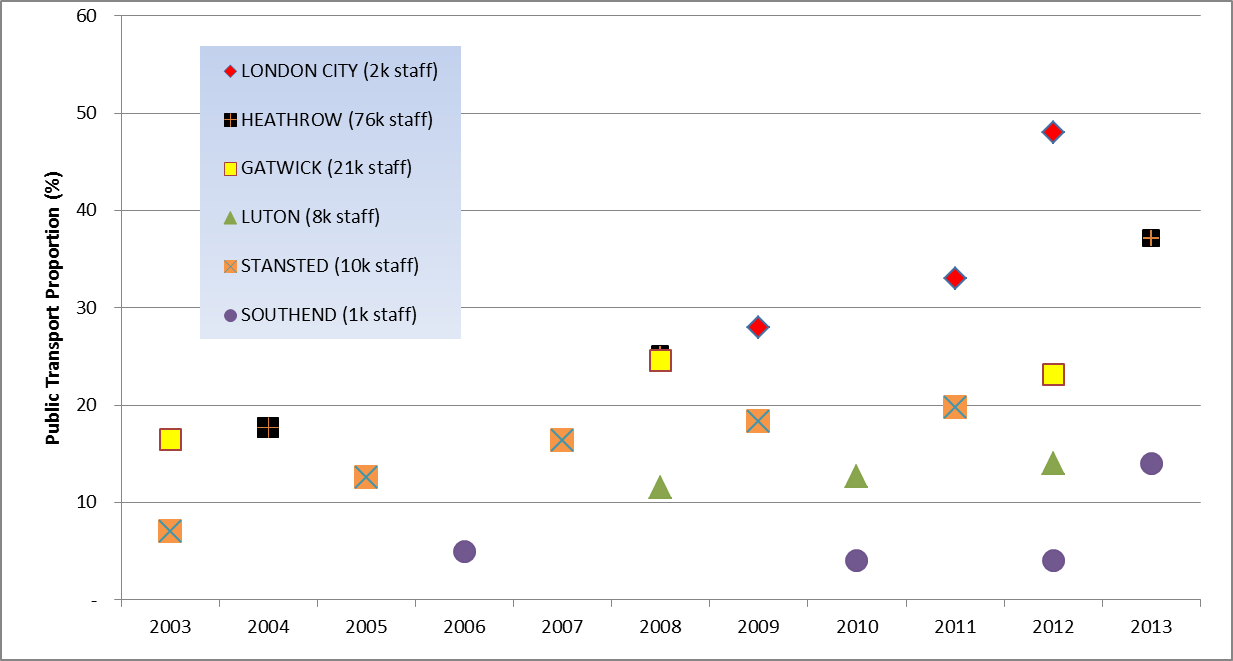 60
50
40
30
20
10
-
Public Transport Proportion (%)
LONDON CITY (2k staff)
HEATHROW (76k staff)
GATWICK (21k staff)
LUTON (8k staff)
STANSTED (10k staff)
SOUTHEND (1k staff)
2003 2004 2005 2006 2007 2008 2009 2010 2011 2012 2013